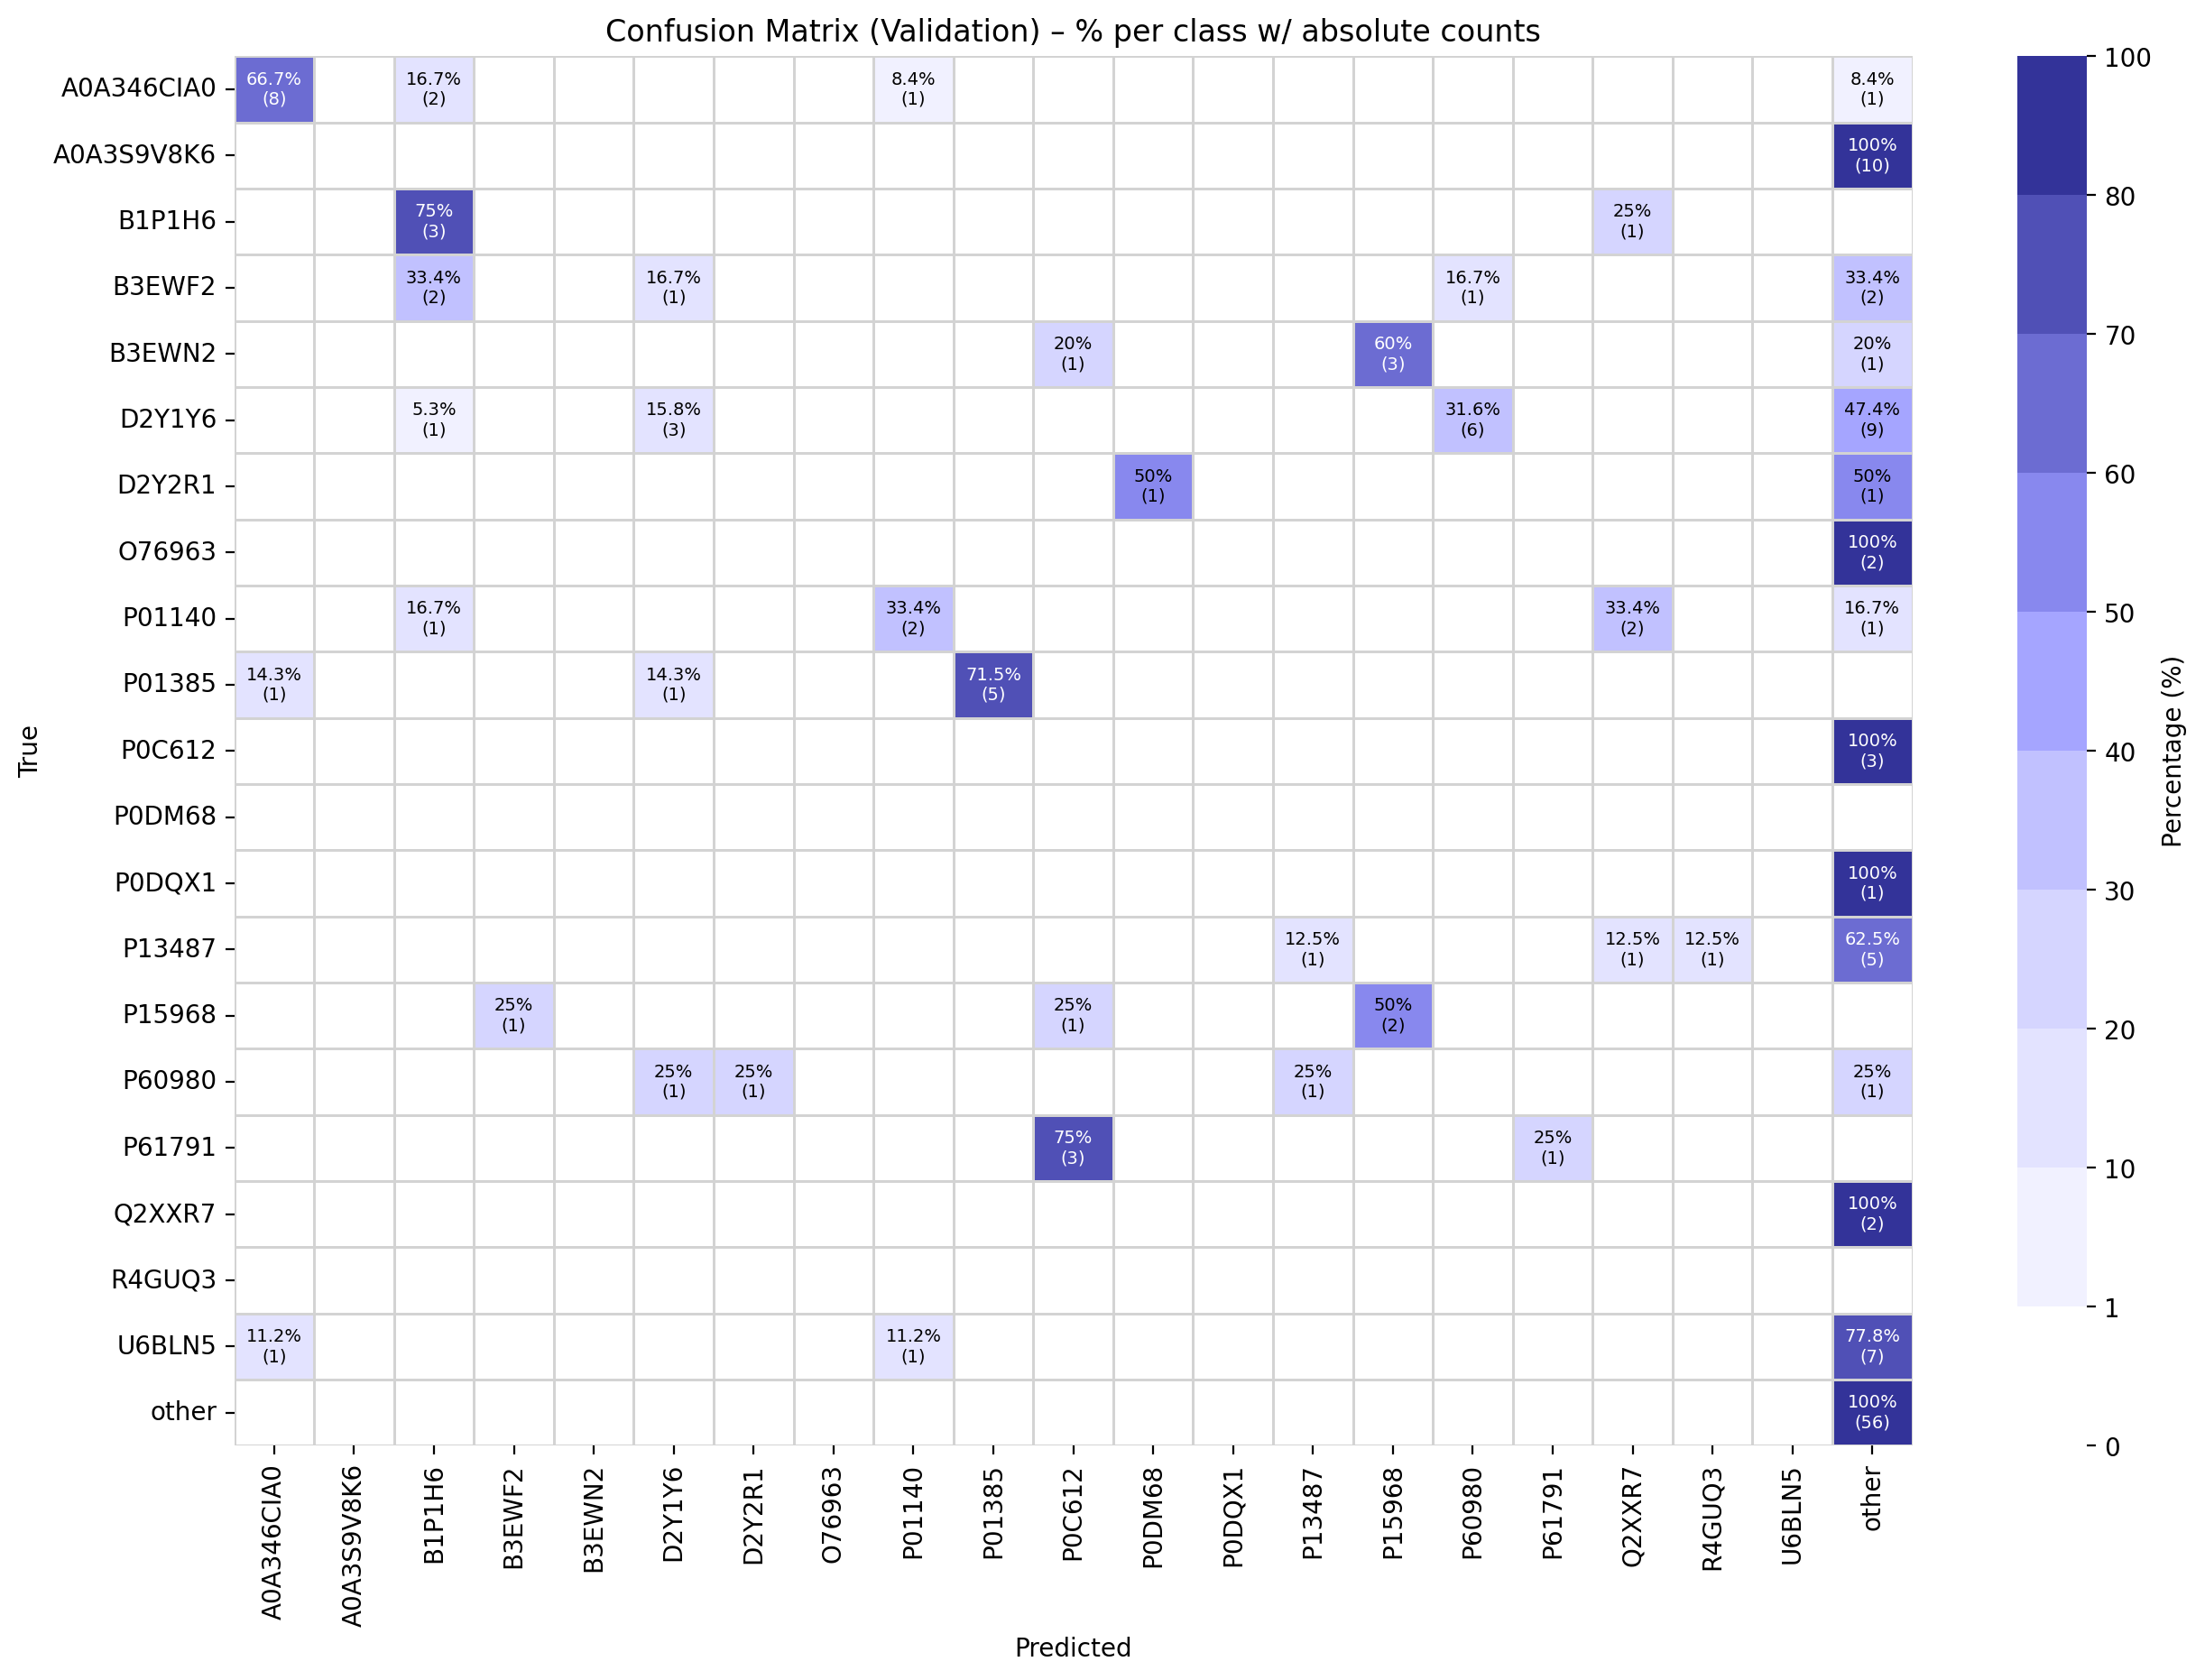 Confusion Matrix (Validation) – % per class w/ absolute counts
True
A0A346CIA0
66.7% 16.7% 8.4% 8.4%
(8) (2) (1) (1)
A0A3S9V8K6
100%
(10)
B1P1H6
75% 25%
(3) (1)
B3EWF2
33.4% 16.7% 16.7% 33.4%
(2) (1) (1) (2)
B3EWN2
20% 60% 20%
(1) (3) (1)
D2Y1Y6
5.3% 15.8% 31.6% 47.4%
(1) (3) (6) (9)
D2Y2R1
50% 50%
(1) (1)
O76963
100%
(2)
P01140
16.7% 33.4% 33.4% 16.7%
(1) (2) (2) (1)
P01385
14.3% 14.3% 71.5%
(1) (1) (5)
P0C612
100%
(3)
P0DM68
P0DQX1
100%
(1)
P13487
12.5% 12.5% 12.5% 62.5%
(1) (1) (1) (5)
P15968
25% 25% 50%
(1) (1) (2)
P60980
25% 25% 25% 25%
(1) (1) (1) (1)
P61791
75% 25%
(3) (1)
Q2XXR7
100%
(2)
R4GUQ3
U6BLN5
11.2% 11.2% 77.8%
(1) (1) (7)
other
100%
(56)
A0A346CIA0
A0A3S9V8K6
B1P1H6
B3EWF2
B3EWN2
D2Y1Y6
D2Y2R1
O76963
P01140
P01385
P0C612
P0DM68
P0DQX1
P13487
P15968
P60980
P61791
Q2XXR7
R4GUQ3
U6BLN5
other
Predicted
100
80
70
60
50
40
30
20
10
1
0
Percentage (%)